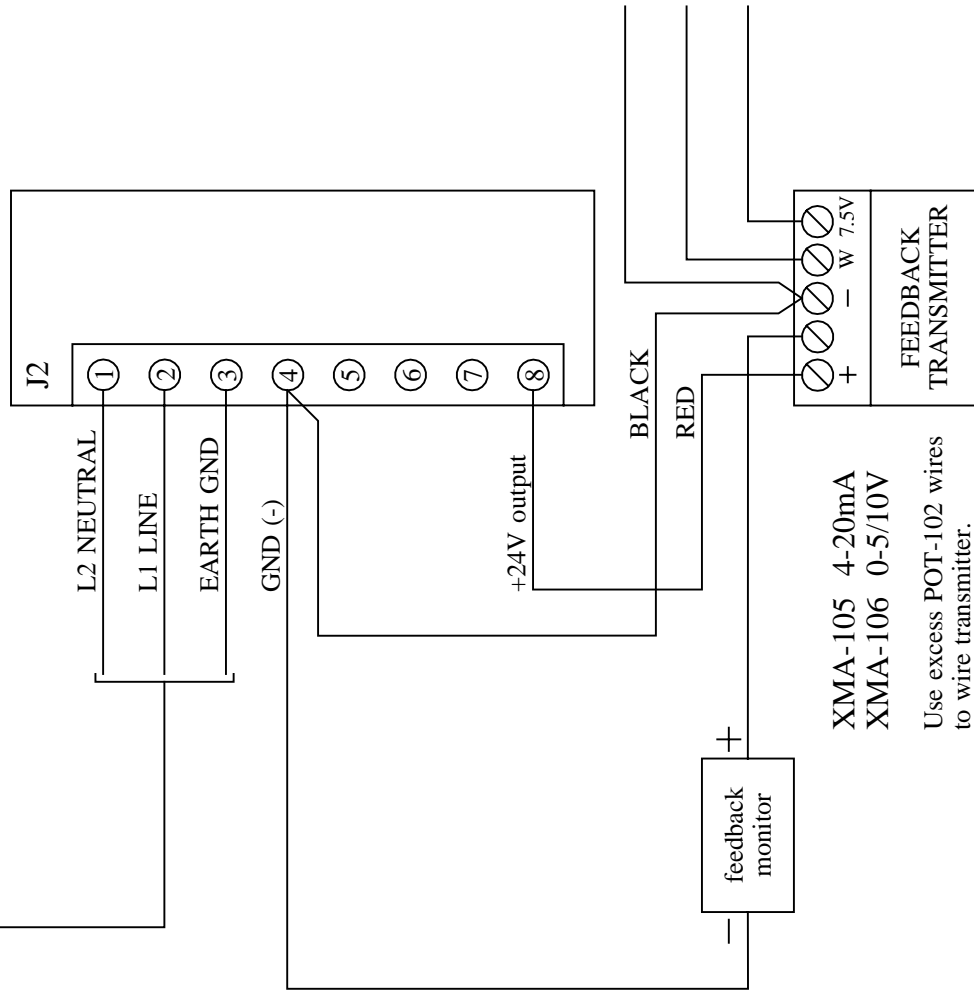 J2
1
2
3
4
5
6
7
8
L2 NEUTRAL
L1 LINE
EARTH GND
GND (-)
+24V output
BLACK
RED
+
−
W
7.5V
FEEDBACK
TRANSMITTER
XMA-105 4-20mA
XMA-106 0-5/10V
Use excess POT-102 wires
to wire transmitter.
−
+
feedback
monitor